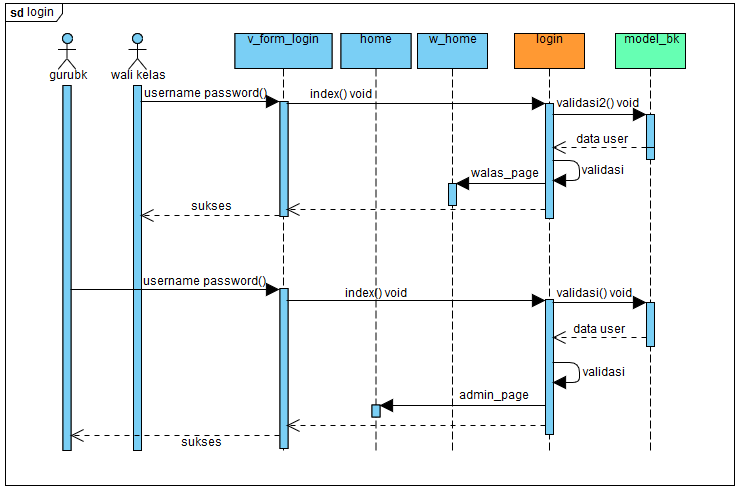 sd login
gurubk
wali kelas
v_form_login
home
w_home
login
model_bk
username password()
index() void
validasi2() void
data user
validasi
walas_page
sukses
username password()
index() void
validasi() void
data user
validasi
admin_page
sukses